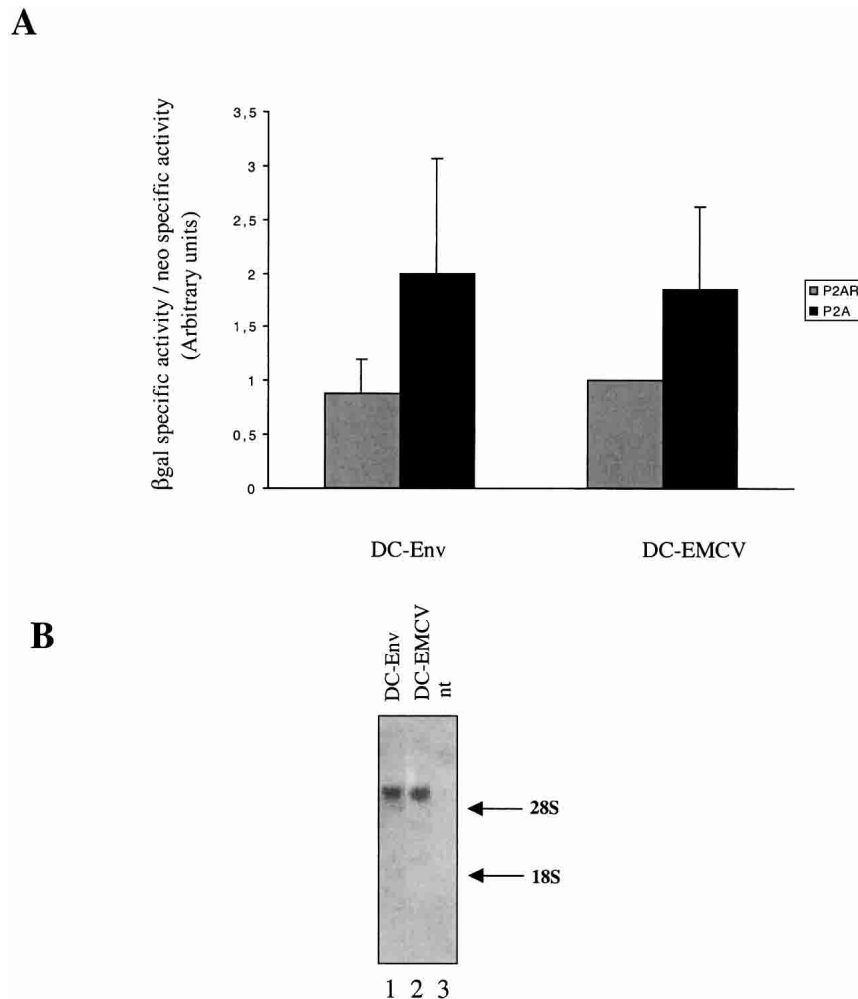 A
βgal specific activity / neo specific activity
(Arbitrary units)
3,5
3
2,5
2
1,5
1
0,5
0
P2AR
P2A
DC-Env
DC-EMCV
B
DC-Env
DC-EMCV
nt
28S
18S
1 2 3